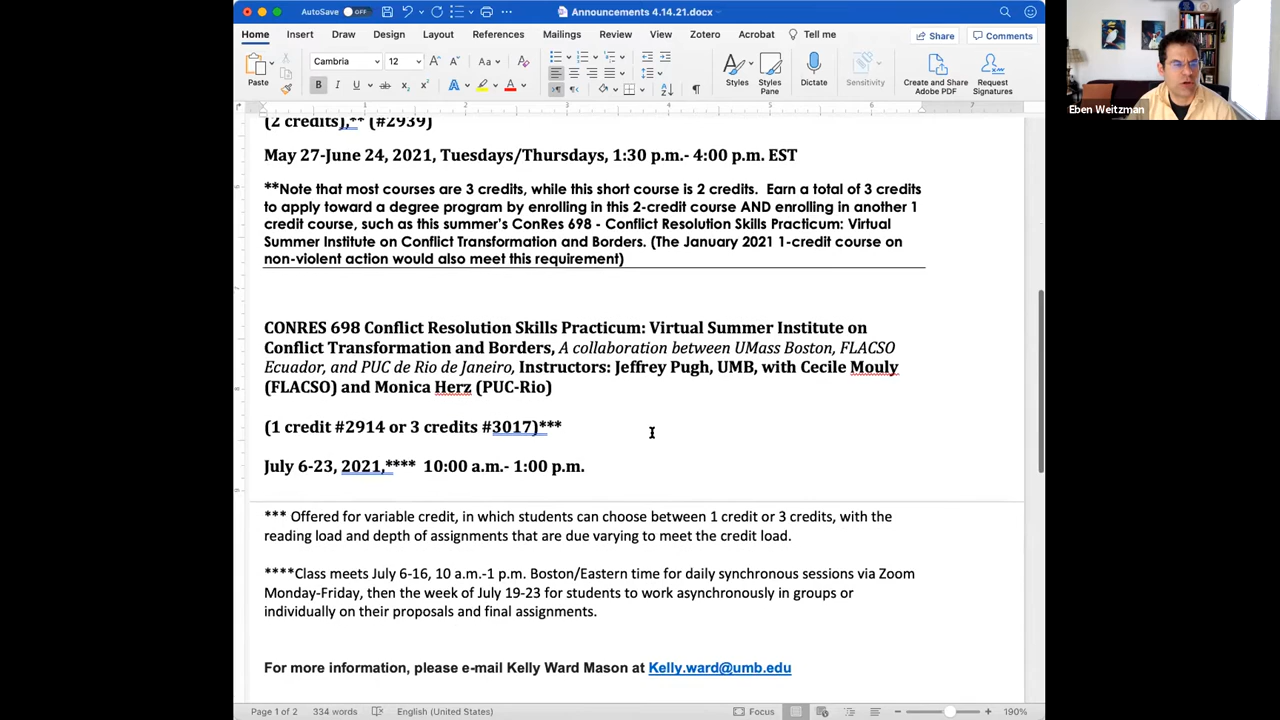 AutoSave
OFF
Announcements 4.14.21.docx
Home
Insert
Draw
Design
Layout
References
Mailings
Review
View
Zotero
Acrobat
Tell me
Share
Comments
Paste
Cambria
12
Styles
Styles Pane
Dictate
Sensitivity
Create and Share Adobe PDF
Request Signatures
Eben Weitzman
(2 credits),** (#2939)
May 27-June 24, 2021, Tuesdays/Thursdays, 1:30 p.m.- 4:00 p.m. EST
**Note that most courses are 3 credits, while this short course is 2 credits.  Earn a total of 3 credits
to apply toward a degree program by enrolling in this 2-credit course AND enrolling in another 1
credit course, such as this summer's ConRes 698 - Conflict Resolution Skills Practicum: Virtual
Summer Institute on Conflict Transformation and Borders. (The January 2021 1-credit course on
non-violent action would also meet this requirement)
CONRES 698 Conflict Resolution Skills Practicum: Virtual Summer Institute on
Conflict Transformation and Borders, A collaboration between UMass Boston, FLACSO
Ecuador, and PUC de Rio de Janeiro, Instructors: Jeffrey Pugh, UMB, with Cecile Mouly
(FLACSO) and Monica Herz (PUC-Rio)
(1 credit #2914 or 3 credits #3017)***
July 6-23, 2021,**** 10:00 a.m.- 1:00 p.m.
*** Offered for variable credit, in which students can choose between 1 credit or 3 credits, with the
reading load and depth of assignments that are due varying to meet the credit load.
****Class meets July 6-16, 10 a.m.-1 p.m. Boston/Eastern time for daily synchronous sessions via Zoom
Monday-Friday, then the week of July 19-23 for students to work asynchronously in groups or
individually on their proposals and final assignments.
For more information, please e-mail Kelly Ward Mason at Kelly.ward@umb.edu
Page 1 of 2
334 words
English (United States)
Focus
190%